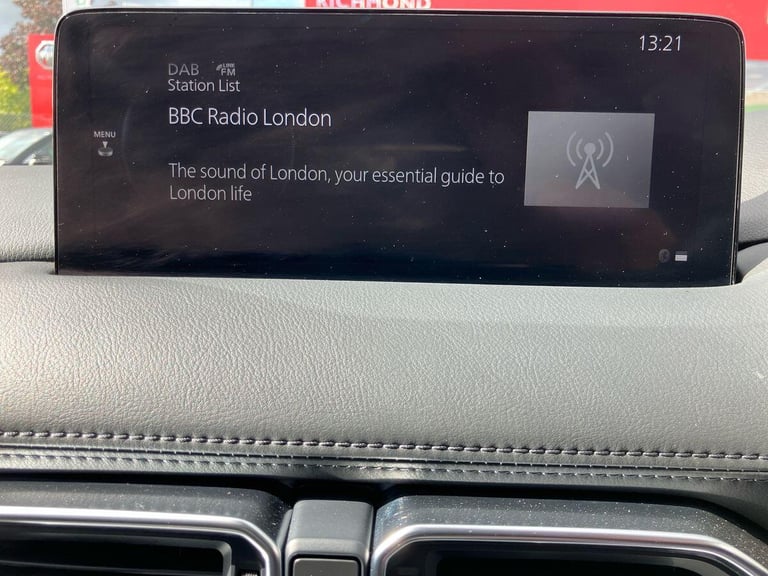 RICHMOND
13:21
DAB LINK FM
Station List
BBC Radio London
MENU
The sound of London, your essential guide to
London life